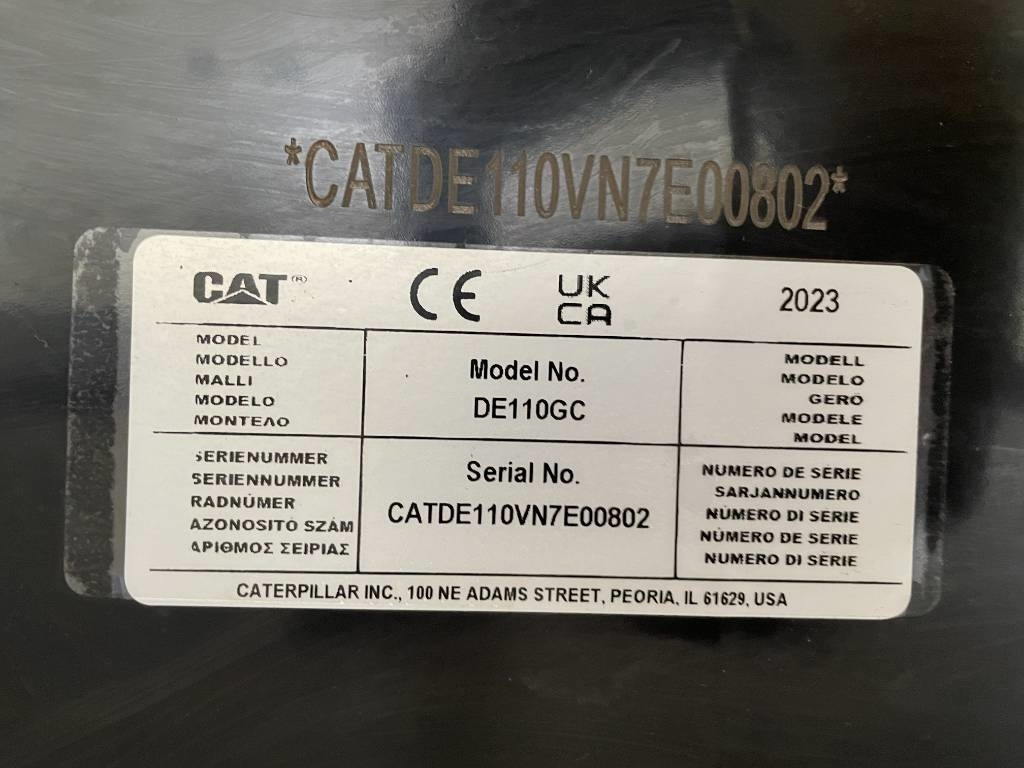 *CATDE110VN7E00802*
CAT®
CE
UK
CA
2023
MODEL
MODELLO
MALLI
MODELO
ΜΟΝΤΕΛΟ
Model No.
DE110GC
MODELL
MODELO
GERO
MODELE
MODEL
SERIENUMMER
SERIENNUMMER
RADNÚMER
AZONOSITO SZÁM
ΑΡΙΘΜΟΣ ΣΕΙΡΙΑΣ
Serial No.
CATDE110VN7E00802
NUMERO DE SERIE
SARJANNUMERO
NÚMERO DI SERIE
NÚMERO DE SERIE
NUMERO DI SERIE
CATERPILLAR INC., 100 NE ADAMS STREET, PEORIA, IL 61629, USA